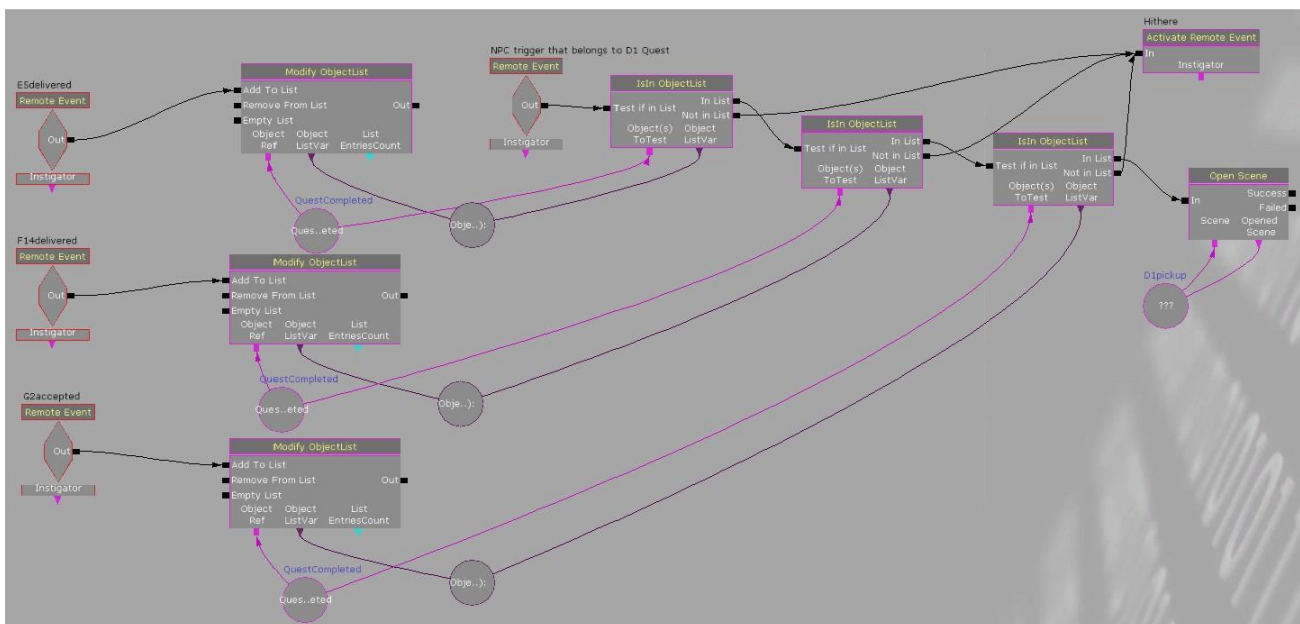 Hithere
Activate Remote Event
In
Instigator
NPC trigger that belongs to D1 Quest
Remote Event
Out
Instigator
IsIn ObjectList
Test if in List
In List
Not in List
Object(s) ToTest
Object ListVar
IsIn ObjectList
Test if in List
In List
Not in List
Object(s) ToTest
Object ListVar
IsIn ObjectList
Test if in List
In List
Not in List
Object(s) ToTest
Object ListVar
Open Scene
In
Success
Failed
Scene
Opened Scene
D1pickup
???
E5delivered
Remote Event
Out
Instigator
Modify ObjectList
Add To List
Remove From List
Out
Empty List
Object Ref
Object ListVar
List EntriesCount
QuestCompleted
Ques..eted
Obje..):
F14delivered
Remote Event
Out
Instigator
Modify ObjectList
Add To List
Remove From List
Out
Empty List
Object Ref
Object ListVar
List EntriesCount
QuestCompleted
Ques..eted
Obje..):
G2accepted
Remote Event
Out
Instigator
Modify ObjectList
Add To List
Remove From List
Out
Empty List
Object Ref
Object ListVar
List EntriesCount
QuestCompleted
Ques..eted
Obje..):